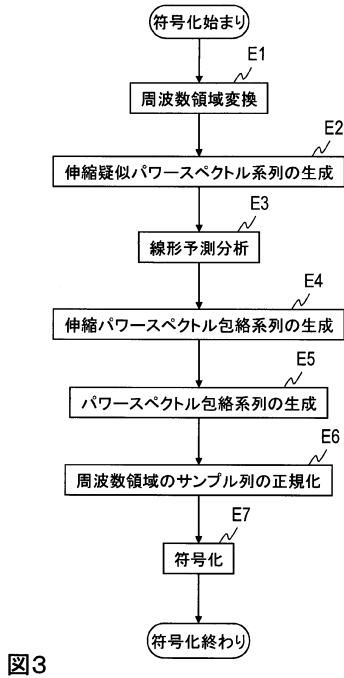 符号化始まり
E1
周波数領域変換
E2
伸縮疑似パワースペクトル系列の生成
E3
線形予測分析
E4
伸縮パワースペクトル包絡系列の生成
E5
パワースペクトル包絡系列の生成
E6
周波数領域のサンプル列の正規化
E7
符号化
符号化終わり
図3